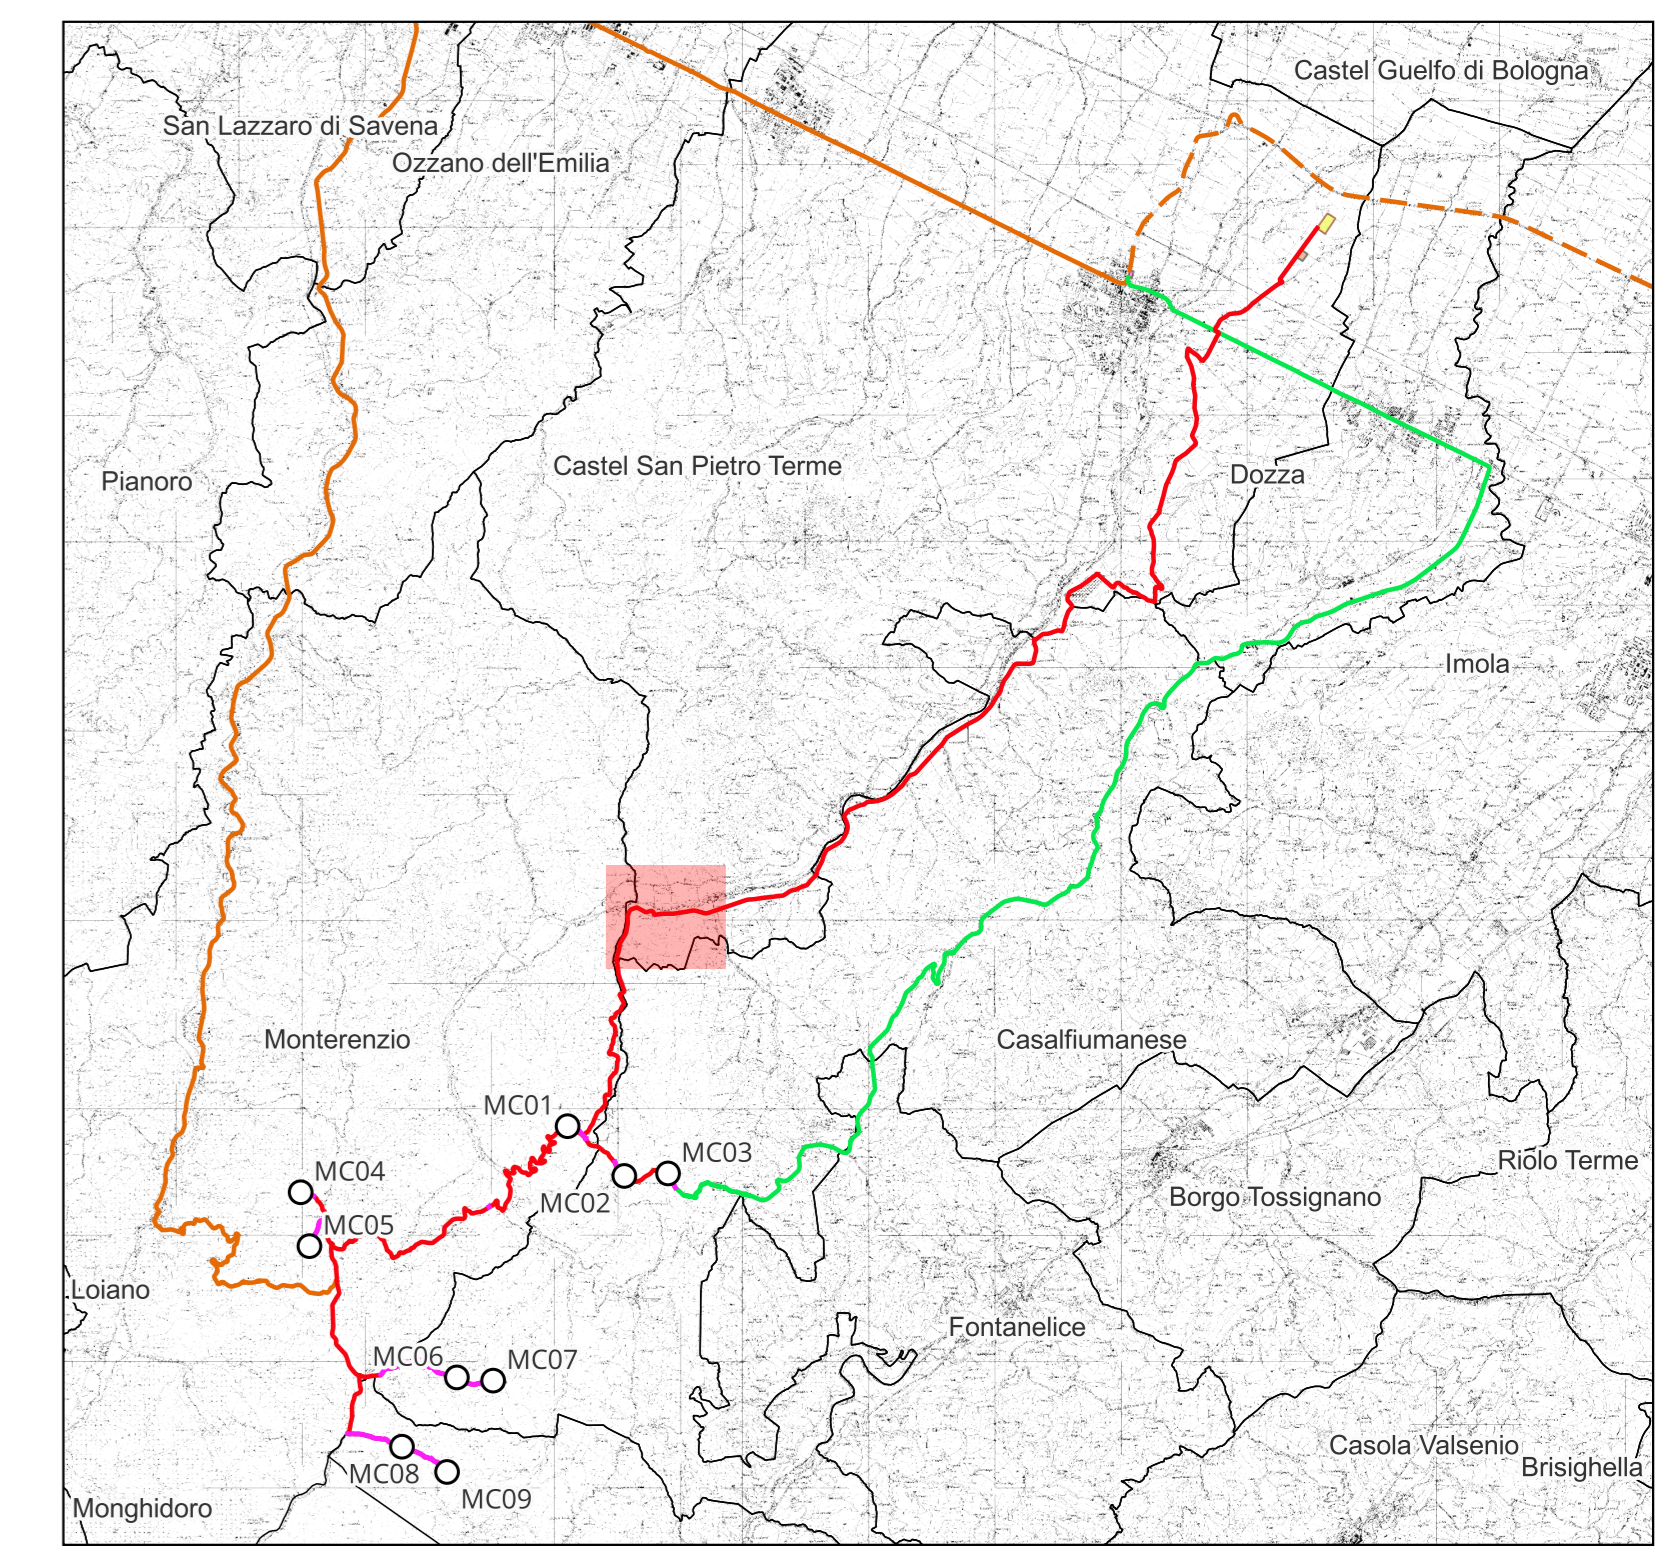 Castel Guelfo di Bologna
San Lazzaro di Savena
Ozzano dell'Emilia
Castel San Pietro Terme
Dozza
Pianoro
Imola
Monterenzio
Casalfiumanese
MC01
MC03
MC04
Riolo Terme
MC02
Borgo Tossignano
MC05
Loiano
Fontanelice
MC06
MC07
Casola Valsenio
Brisighella
MC08
MC09
Monghidoro